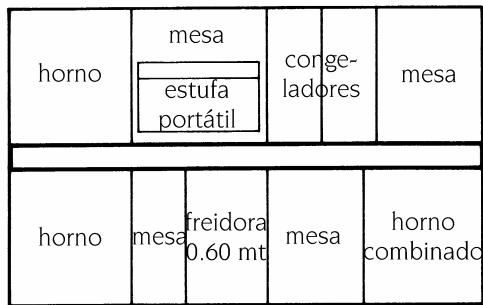 horno
mesa
estufa
portátil
conge-
ladores
mesa
horno
mesa
freidora
0.60 mt
mesa
horno
combinado